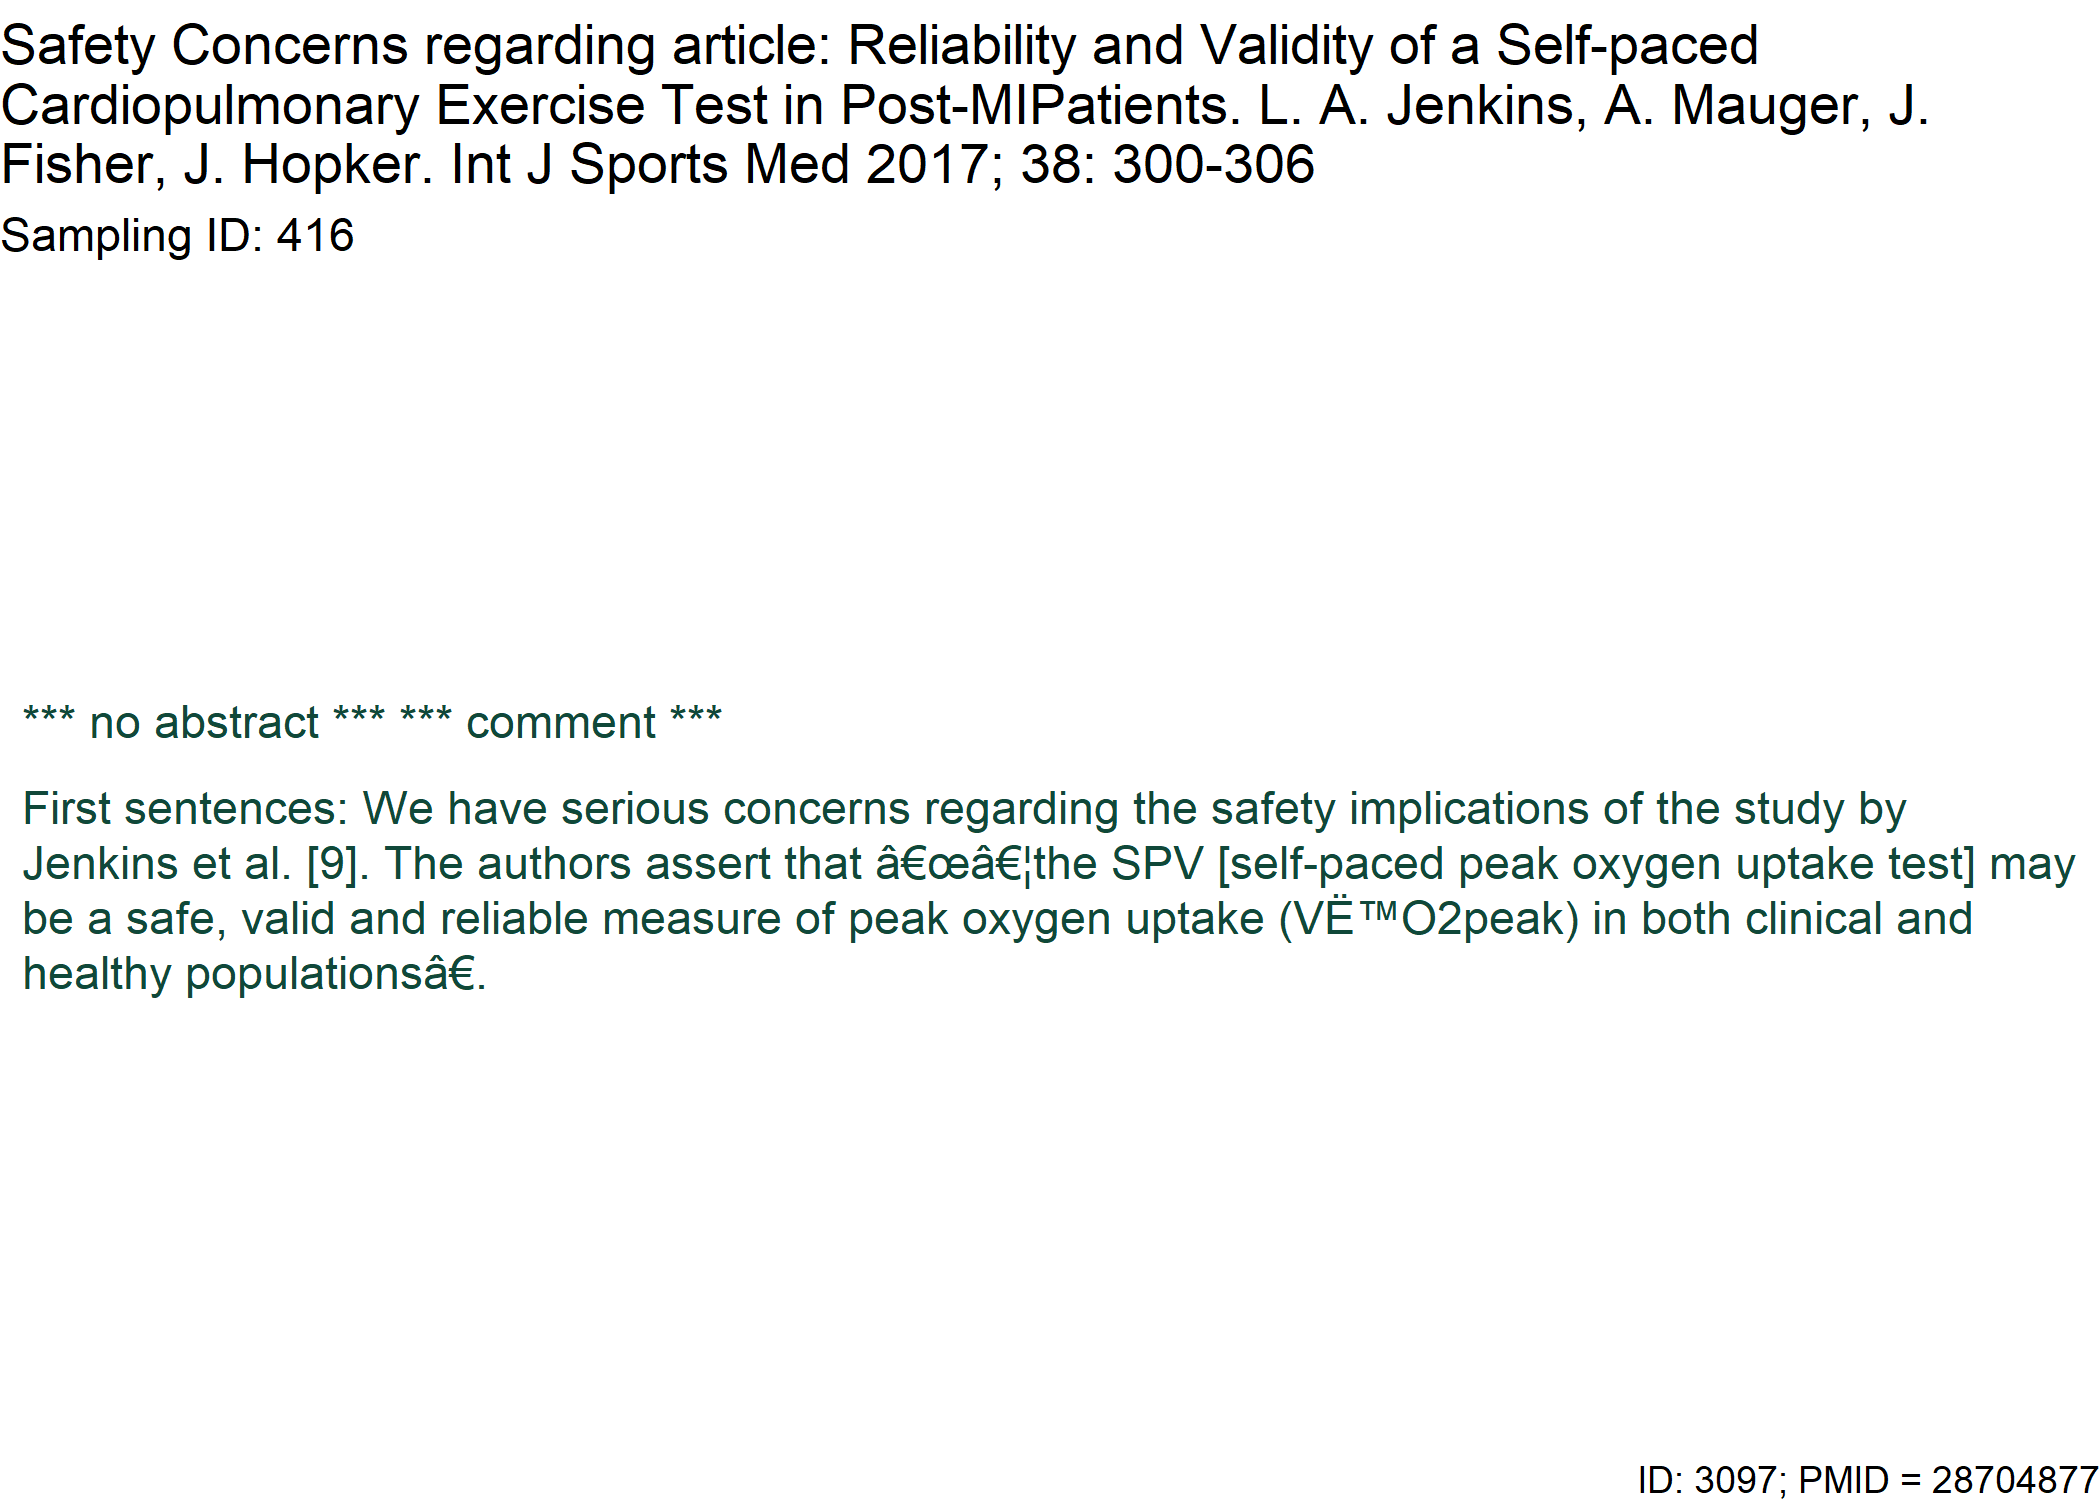 Safety Concerns regarding article: Reliability and Validity of a Self-paced
Cardiopulmonary Exercise Test in Post-MIPatients. L. A. Jenkins, A. Mauger, J.
Fisher, J. Hopker. Int J Sports Med 2017; 38: 300-306
Sampling ID: 416
*** no abstract *** *** comment ***
First sentences: We have serious concerns regarding the safety implications of the study by
Jenkins et al. [9]. The authors assert that â€œâ€¦the SPV [self-paced peak oxygen uptake test] may
be a safe, valid and reliable measure of peak oxygen uptake (VË™O2peak) in both clinical and
healthy populationsâ€.
ID: 3097; PMID = 28704877